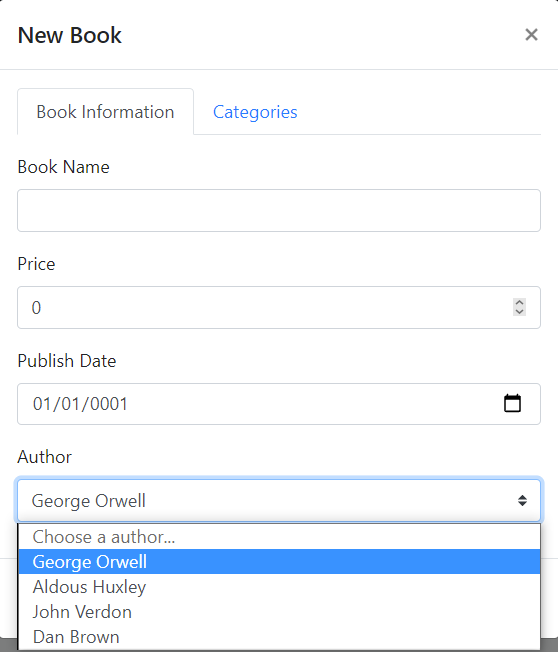 New Book ×
Book Information Categories
Book Name
Price
0
Publish Date
01/01/0001
Author
George Orwell
Choose a author...
George Orwell
Aldous Huxley
John Verdon
Dan Brown